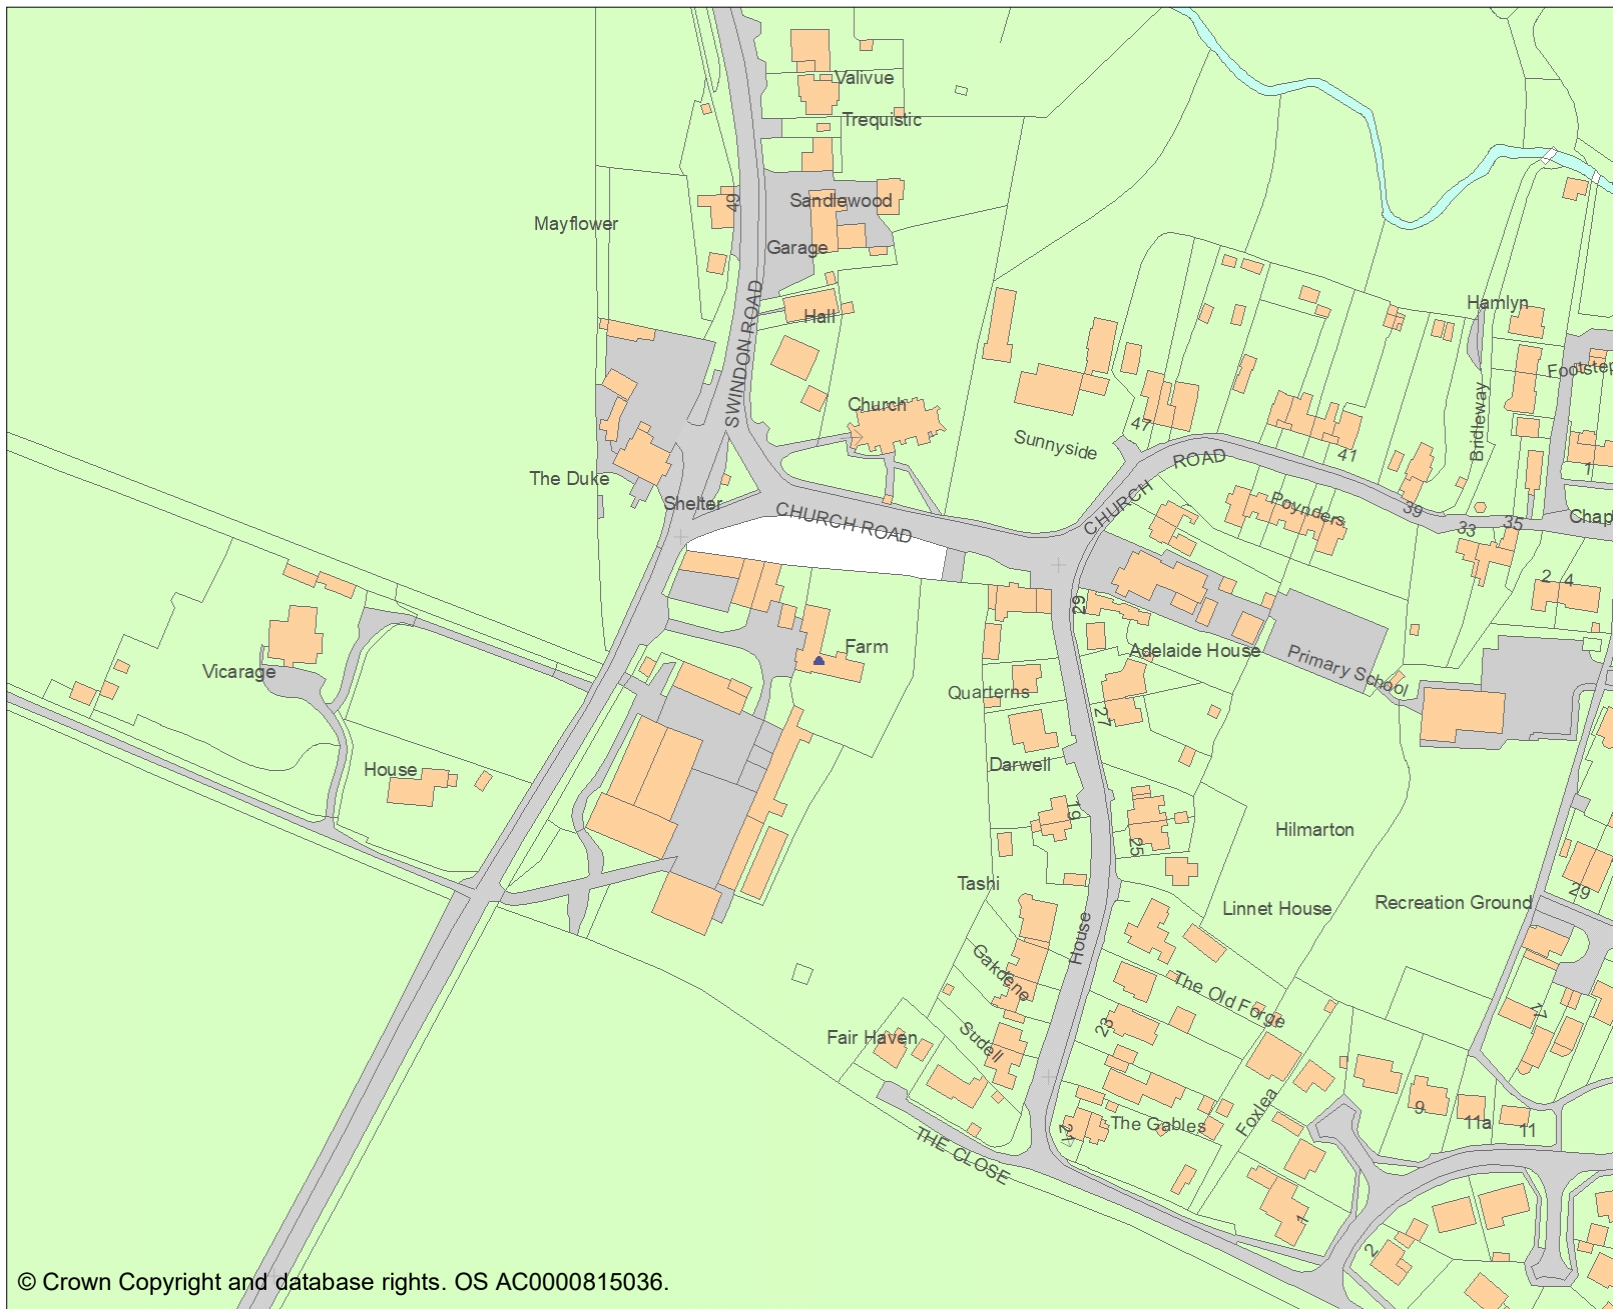 Valivue
Trequistic
49
Sandlewood
Mayflower
Garage
SWINDON ROAD
Hall
Hamlyn
Footstep
Church
47
Sunnyside
ROAD
41
Bridleway
1
The Duke
Shelter
CHURCH ROAD
CHURCH
Poynders
39
33
35
Chap
2
4
29
Farm
Adelaide House
Primary School
Vicarage
Quarterns
27
House
Darwell
19
25
Hilmarton
Tashi
29
Linnet House
Recreation Ground
House
Gakdene
The Old Forge
17
Fair Haven
Sudell
23
Foxlea
9
11a
11
21
The Gables
THE CLOSE
1
2
© Crown Copyright and database rights. OS AC0000815036.